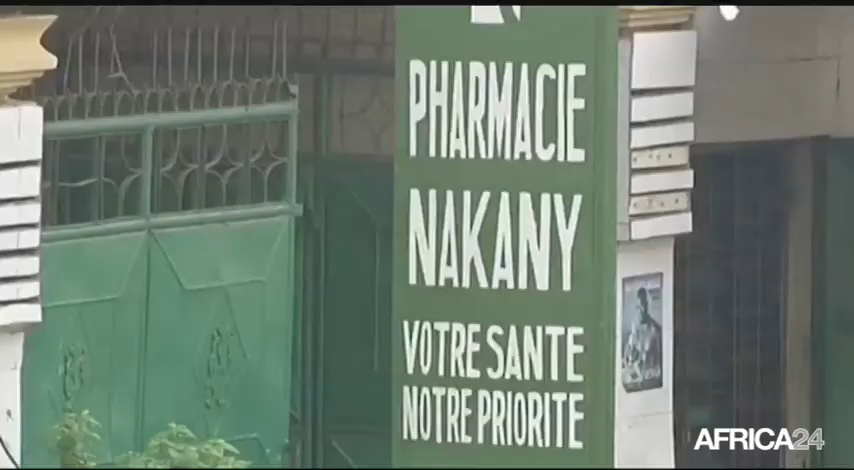 PHARMACIE
NAKANY
VOTRE SANTE
NOTRE PRIORITE
AFRICA24